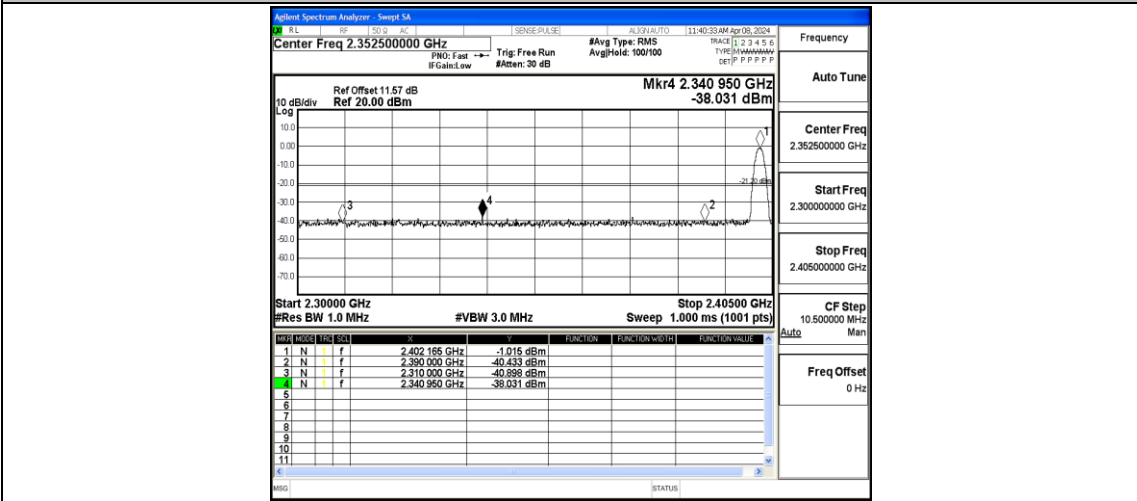 Agilent Spectrum Analyzer - Swept SA
RL RF 50 Ω AC SENSE:PULSE ALIGN AUTO 11:40:33 AM Apr 08, 2024
Center Freq 2.352500000 GHz
#Avg Type: RMS
TRACE 1 2 3 4 5 6
PNO: Fast Trig: Free Run Avg|Hold: 100/100
TYPE M
IFGain:Low #Atten: 30 dB
DET P P P P P P
Frequency
Mkr4 2.340 950 GHz
-38.031 dBm
Ref Offset 11.57 dB
10 dB/div Ref 20.00 dBm
Log
10.0
0.00
-10.0
-20.0
-30.0
-40.0
-50.0
-60.0
-70.0
1
-21.20 dBm
3
4
2
Start 2.30000 GHz Stop 2.40500 GHz
#Res BW 1.0 MHz #VBW 3.0 MHz Sweep 1.000 ms (1001 pts)
MKR MODE TRC SCL X Y FUNCTION FUNCTION WIDTH FUNCTION VALUE
1 N 1 f 2.402 165 GHz -1.015 dBm
2 N 1 f 2.390 000 GHz -40.433 dBm
3 N 1 f 2.310 000 GHz -40.898 dBm
4 N 1 f 2.340 950 GHz -38.031 dBm
5
6
7
8
9
10
11
MSG STATUS
Auto Tune
Center Freq
2.352500000 GHz
Start Freq
2.300000000 GHz
Stop Freq
2.405000000 GHz
CF Step
10.500000 MHz
Auto Man
Freq Offset
0 Hz